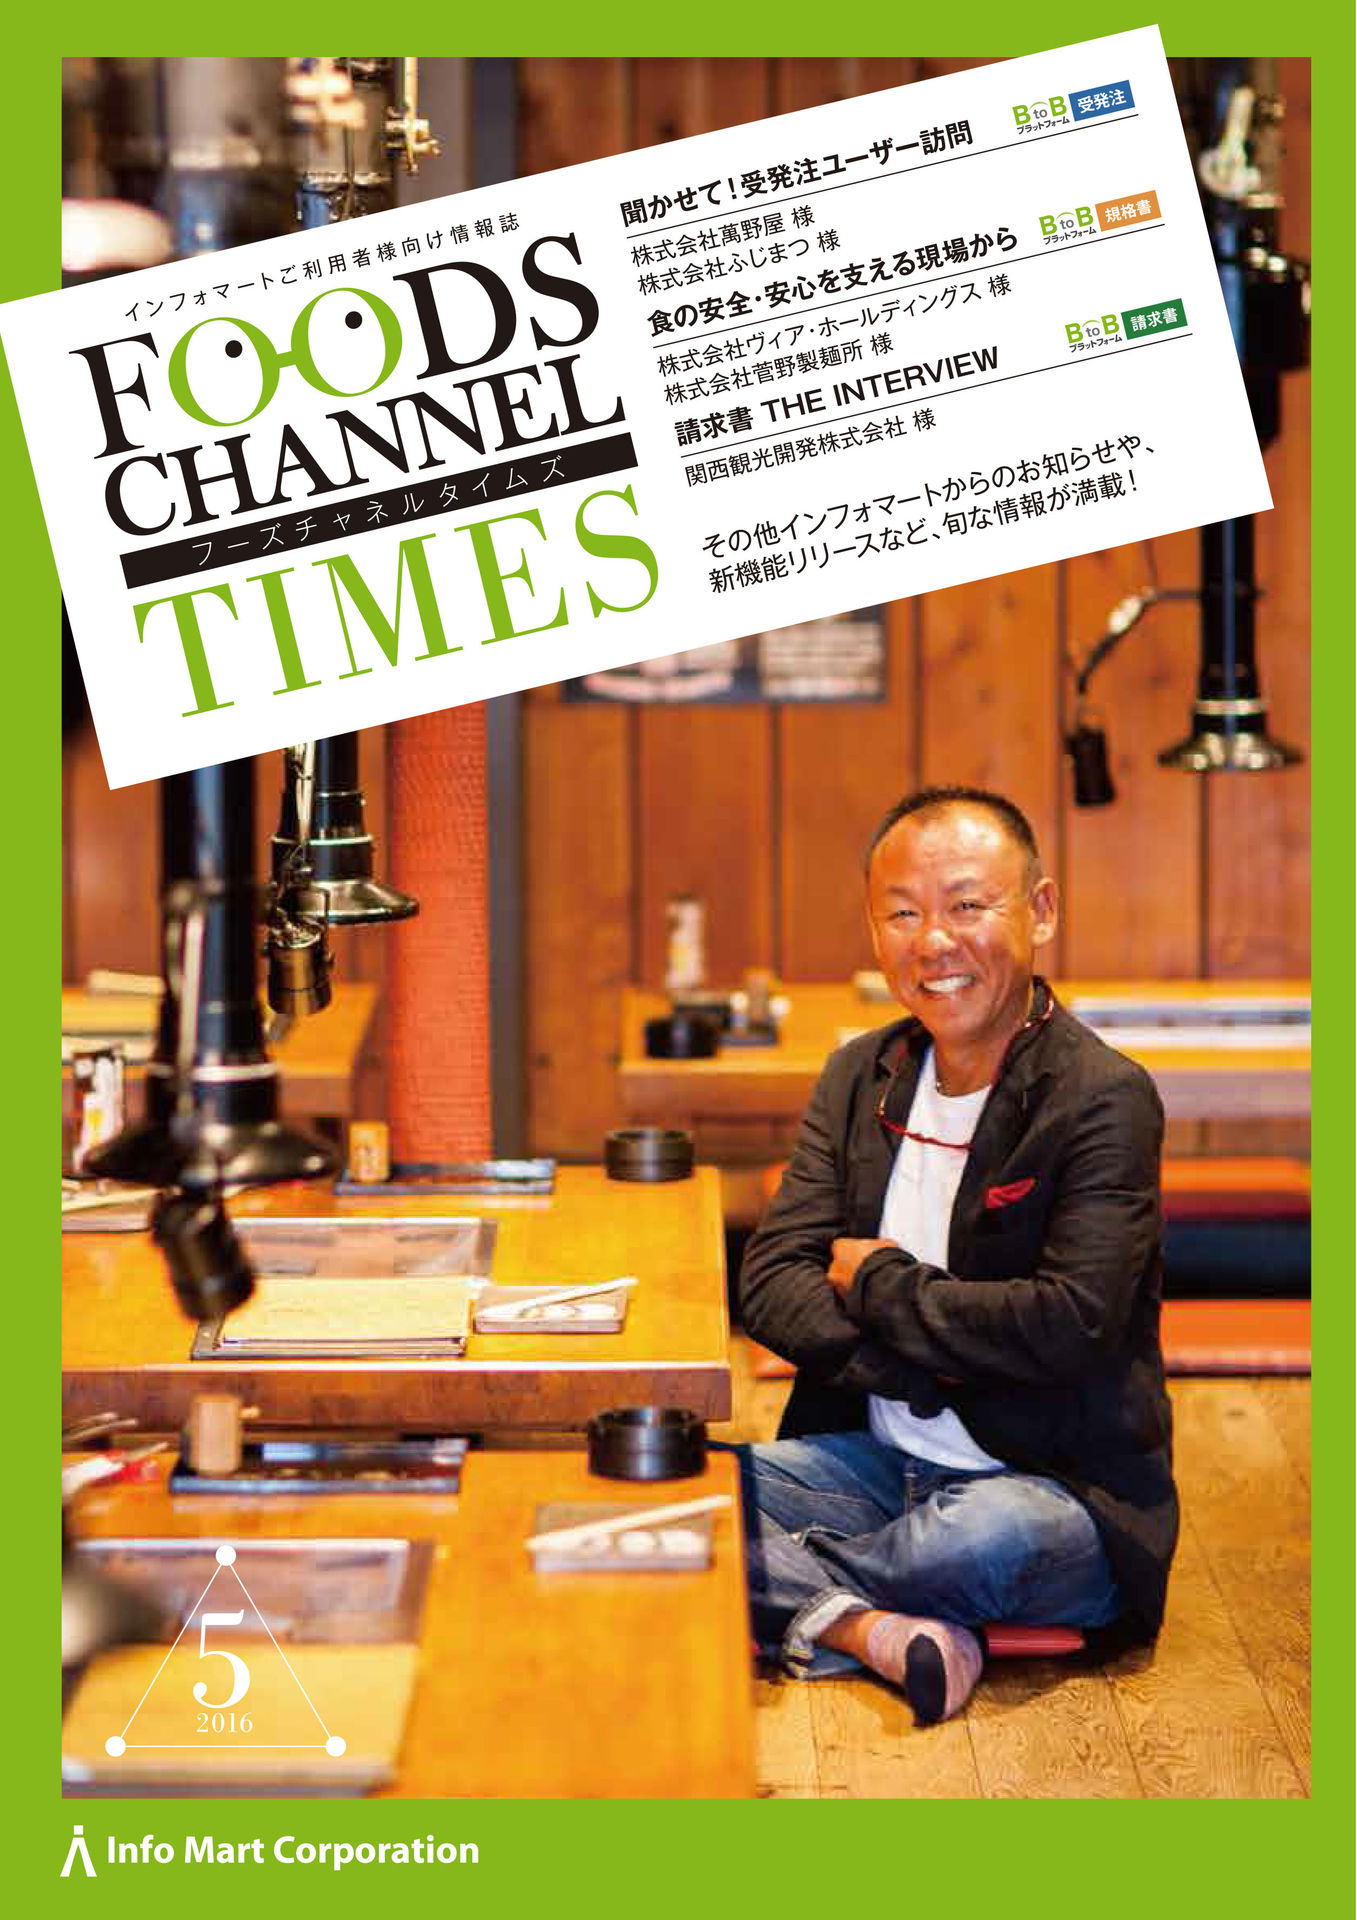 インフォマートご利用者様向け情報誌
FOODS
CHANNEL
フーズチャネルタイムズ
TIMES
BtoB
プラットフォーム
受発注
聞かせて!受発注ユーザー訪問
株式会社萬野屋 様
株式会社ふじまつ 様
BtoB
プラットフォーム
規格書
食の安全・安心を支える現場から
株式会社ヴィア・ホールディングス 様
株式会社菅野製麺所 様
BtoB
プラットフォーム
請求書
請求書 THE INTERVIEW
関西観光開発株式会社 様
その他インフォマートからのお知らせや、
新機能リリースなど、旬な情報が満載!
5
2016
Info Mart Corporation